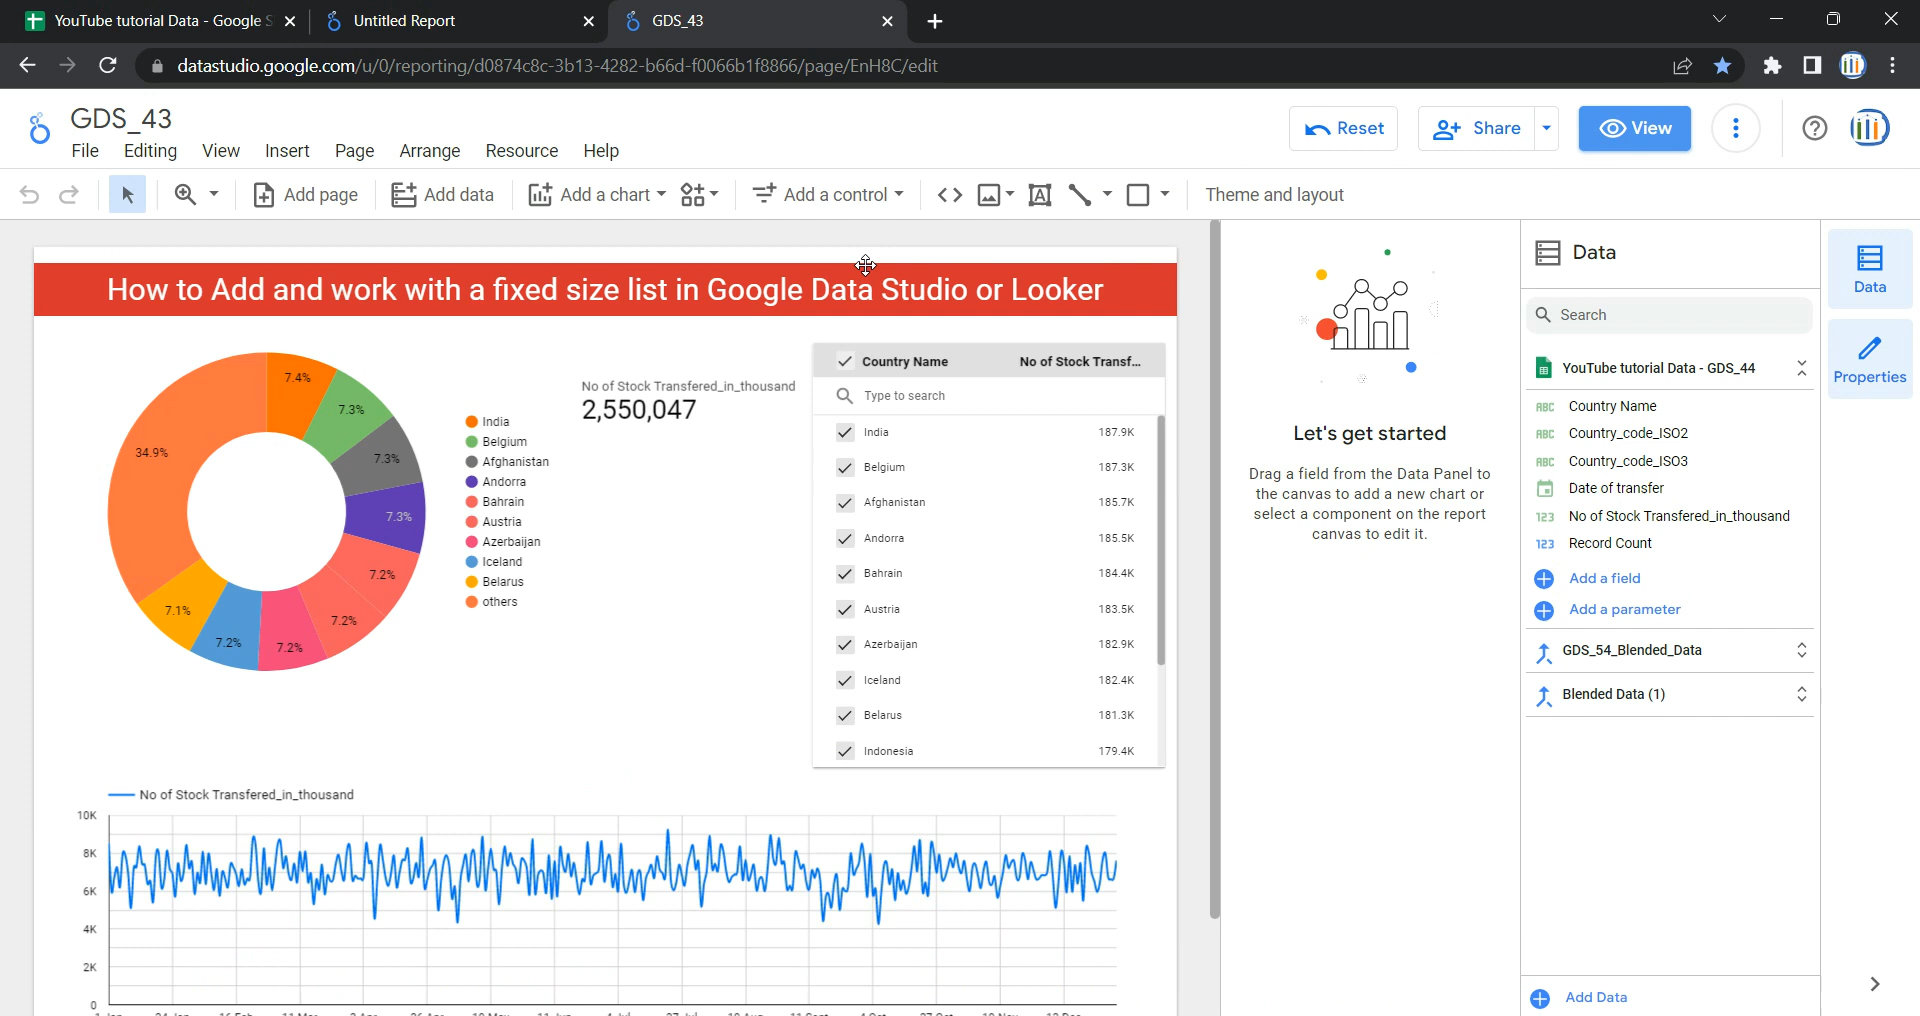 YouTube tutorial Data - Google S
Untitled Report
GDS_43
datastudio.google.com/u/0/reporting/d0874c8c-3b13-4282-b66d-f0066b1f8866/page/EnH8C/edit
GDS_43
File Editing View Insert Page Arrange Resource Help
Reset
Share
View
Add page
Add data
Add a chart
Add a control
Theme and layout
How to Add and work with a fixed size list in Google Data Studio or Looker
7.4%
7.3%
7.3%
7.3%
7.2%
7.2%
7.2%
7.2%
7.1%
34.9%
India
Belgium
Afghanistan
Andorra
Bahrain
Austria
Azerbaijan
Iceland
Belarus
others
No of Stock Transfered_in_thousand
2,550,047
Country Name No of Stock Transf...
Type to search
India 187.9K
Belgium 187.3K
Afghanistan 185.7K
Andorra 185.5K
Bahrain 184.4K
Austria 183.5K
Azerbaijan 182.9K
Iceland 182.4K
Belarus 181.3K
Indonesia 179.4K
No of Stock Transfered_in_thousand
10K
8K
6K
4K
2K
0
Let's get started
Drag a field from the Data Panel to
the canvas to add a new chart or
select a component on the report
canvas to edit it.
Data
Search
YouTube tutorial Data - GDS_44
ABC Country Name
ABC Country_code_ISO2
ABC Country_code_ISO3
Date of transfer
123 No of Stock Transfered_in_thousand
123 Record Count
Add a field
Add a parameter
GDS_54_Blended_Data
Blended Data (1)
Add Data
Data
Properties